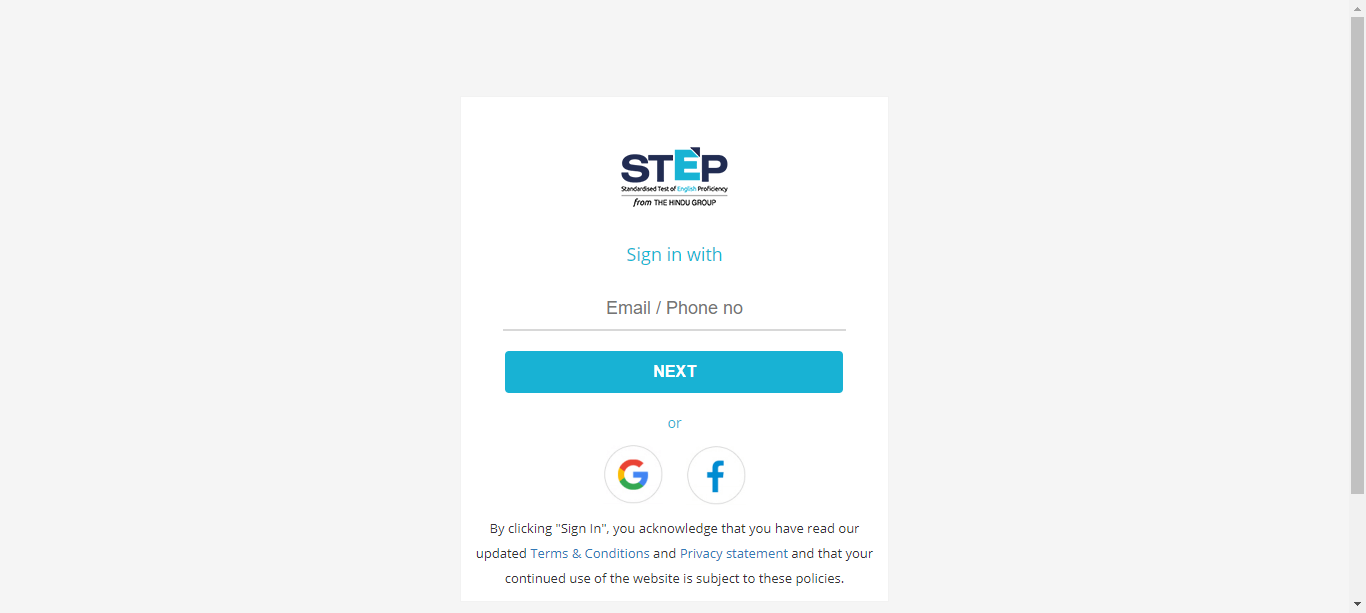 STEP
Standardised Test of English Proficiency
from THE HINDU GROUP
Sign in with
Email / Phone no
NEXT
or
By clicking "Sign In", you acknowledge that you have read our
updated Terms & Conditions and Privacy statement and that your
continued use of the website is subject to these policies.